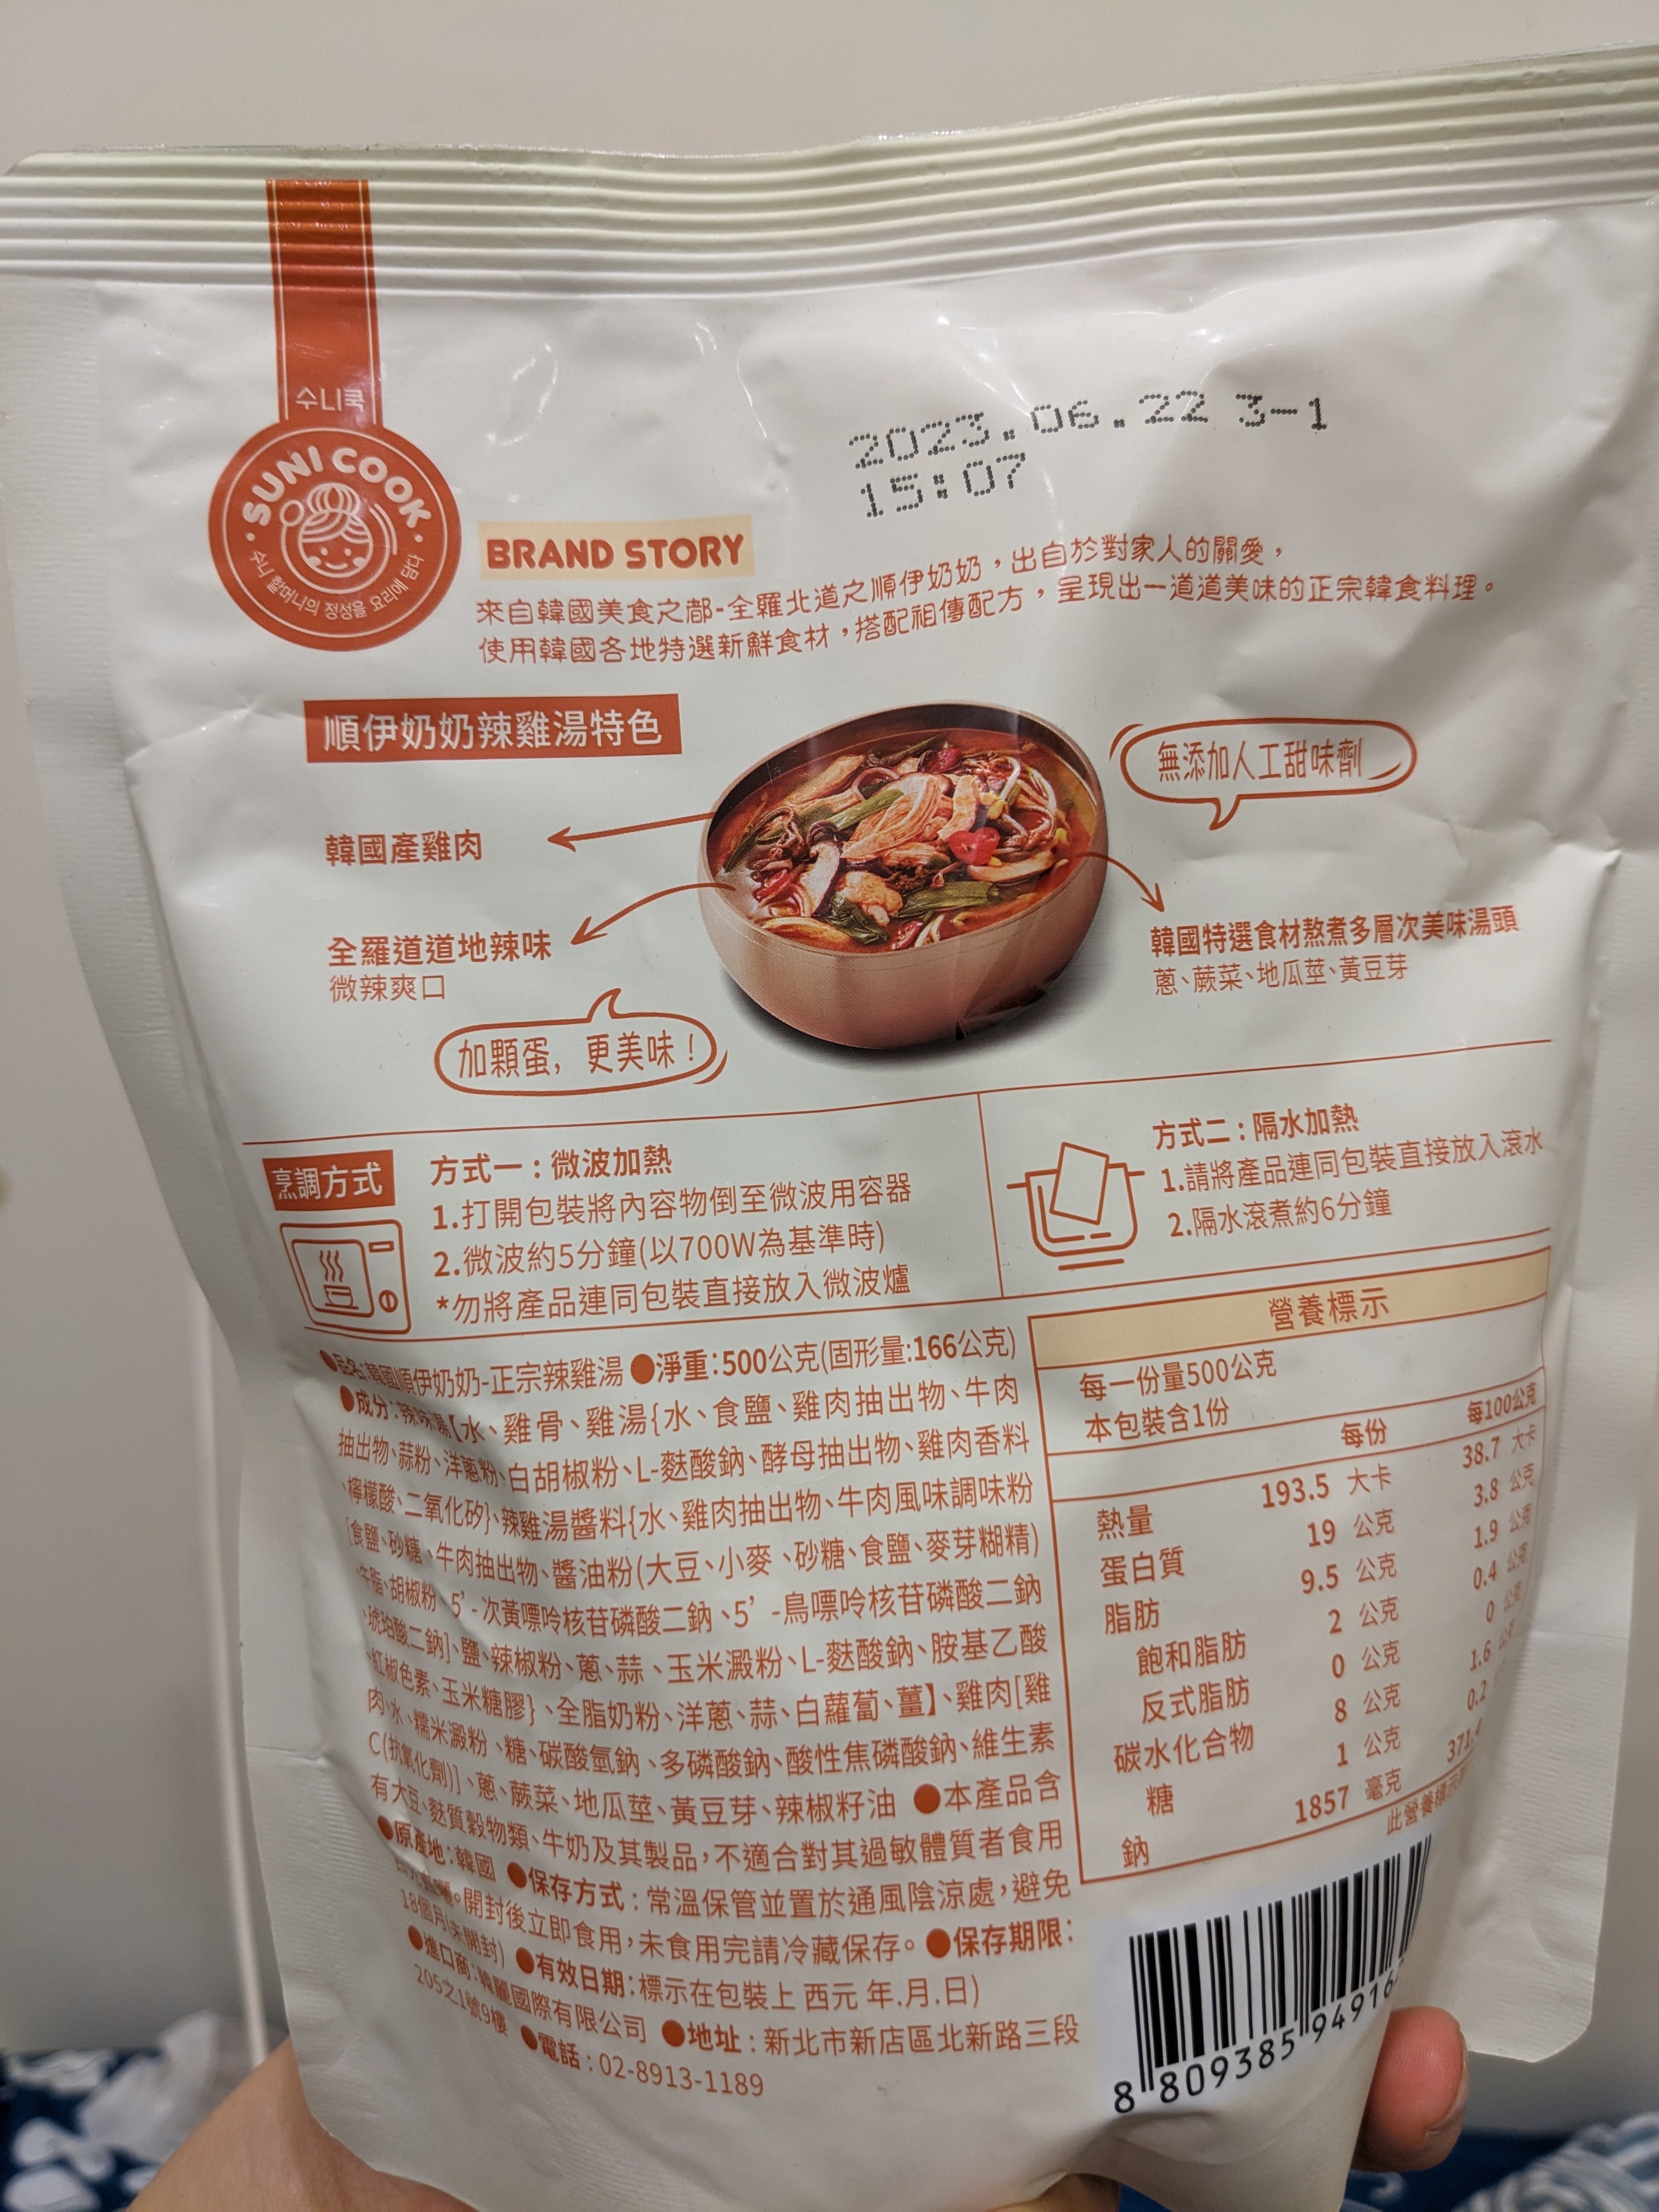 수니쿡
SUNI COOK
수니 할머니의 정성을 요리에 담다
2023.06.22 3-1
15:07
BRAND STORY
來自韓國美食之都-全羅北道之順伊奶奶，出自於對家人的關愛，
使用韓國各地特選新鮮食材，搭配祖傳配方，呈現出一道道美味的正宗韓食料理。
順伊奶奶辣雞湯特色
無添加人工甜味劑
韓國產雞肉
全羅道道地辣味
微辣爽口
韓國特選食材熬煮多層次美味湯頭
蔥、蕨菜、地瓜莖、黃豆芽
加顆蛋，更美味！
烹調方式
方式一：微波加熱
1.打開包裝將內容物倒至微波用容器
2.微波約5分鐘(以700W為基準時)
*勿將產品連同包裝直接放入微波爐
方式二：隔水加熱
1.請將產品連同包裝直接放入滾水
2.隔水滾煮約6分鐘
●品名:韓國順伊奶奶-正宗辣雞湯 ●淨重:500公克(固形量:166公克)
●成分:辣味湯【水、雞骨、雞湯{水、食鹽、雞肉抽出物、牛肉
抽出物、蒜粉、洋蔥粉、白胡椒粉、L-麩酸鈉、酵母抽出物、雞肉香料
、檸檬酸、二氧化矽}、辣雞湯醬料{水、雞肉抽出物、牛肉風味調味粉
[食鹽、砂糖、牛肉抽出物、醬油粉(大豆、小麥、砂糖、食鹽、麥芽糊精)
、牛脂、胡椒粉、5'-次黃嘌呤核苷磷酸二鈉、5'-鳥嘌呤核苷磷酸二鈉
、琥珀酸二鈉]、鹽、辣椒粉、蔥、蒜、玉米澱粉、L-麩酸鈉、胺基乙酸
、紅椒色素、玉米糖膠}、全脂奶粉、洋蔥、蒜、白蘿蔔、薑】、雞肉[雞
肉、水、糯米澱粉、糖、碳酸氫鈉、多磷酸鈉、酸性焦磷酸鈉、維生素
C(抗氧化劑)]、蔥、蕨菜、地瓜莖、黃豆芽、辣椒籽油 ●本產品含
有大豆、麩質穀物類、牛奶及其製品，不適合對其過敏體質者食用
●原產地:韓國 ●保存方式:常溫保管並置於通風陰涼處，避免
。開封後立即食用，未食用完請冷藏保存。●保存期限:
18個月(未開封) ●有效日期:標示在包裝上 西元 年.月.日)
●進口商:韓麗國際有限公司 ●地址:新北市新店區北新路三段
205之1號9樓 ●電話:02-8913-1189
營養標示
每一份量500公克
本包裝含1份
每份 每100公克
熱量 193.5 大卡 38.7 大卡
蛋白質 19 公克 3.8 公克
脂肪 9.5 公克 1.9 公克
飽和脂肪 2 公克 0.4 公克
反式脂肪 0 公克 0 公克
碳水化合物 8 公克 1.6
糖 1 公克 0.2
鈉 1857 毫克 371.4
此營養標示
8 809385 94916